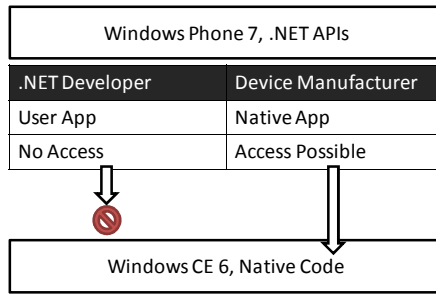 Windows Phone 7, .NET APIs
.NET Developer Device Manufacturer
User App Native App
No Access Access Possible
Windows CE 6, Native Code